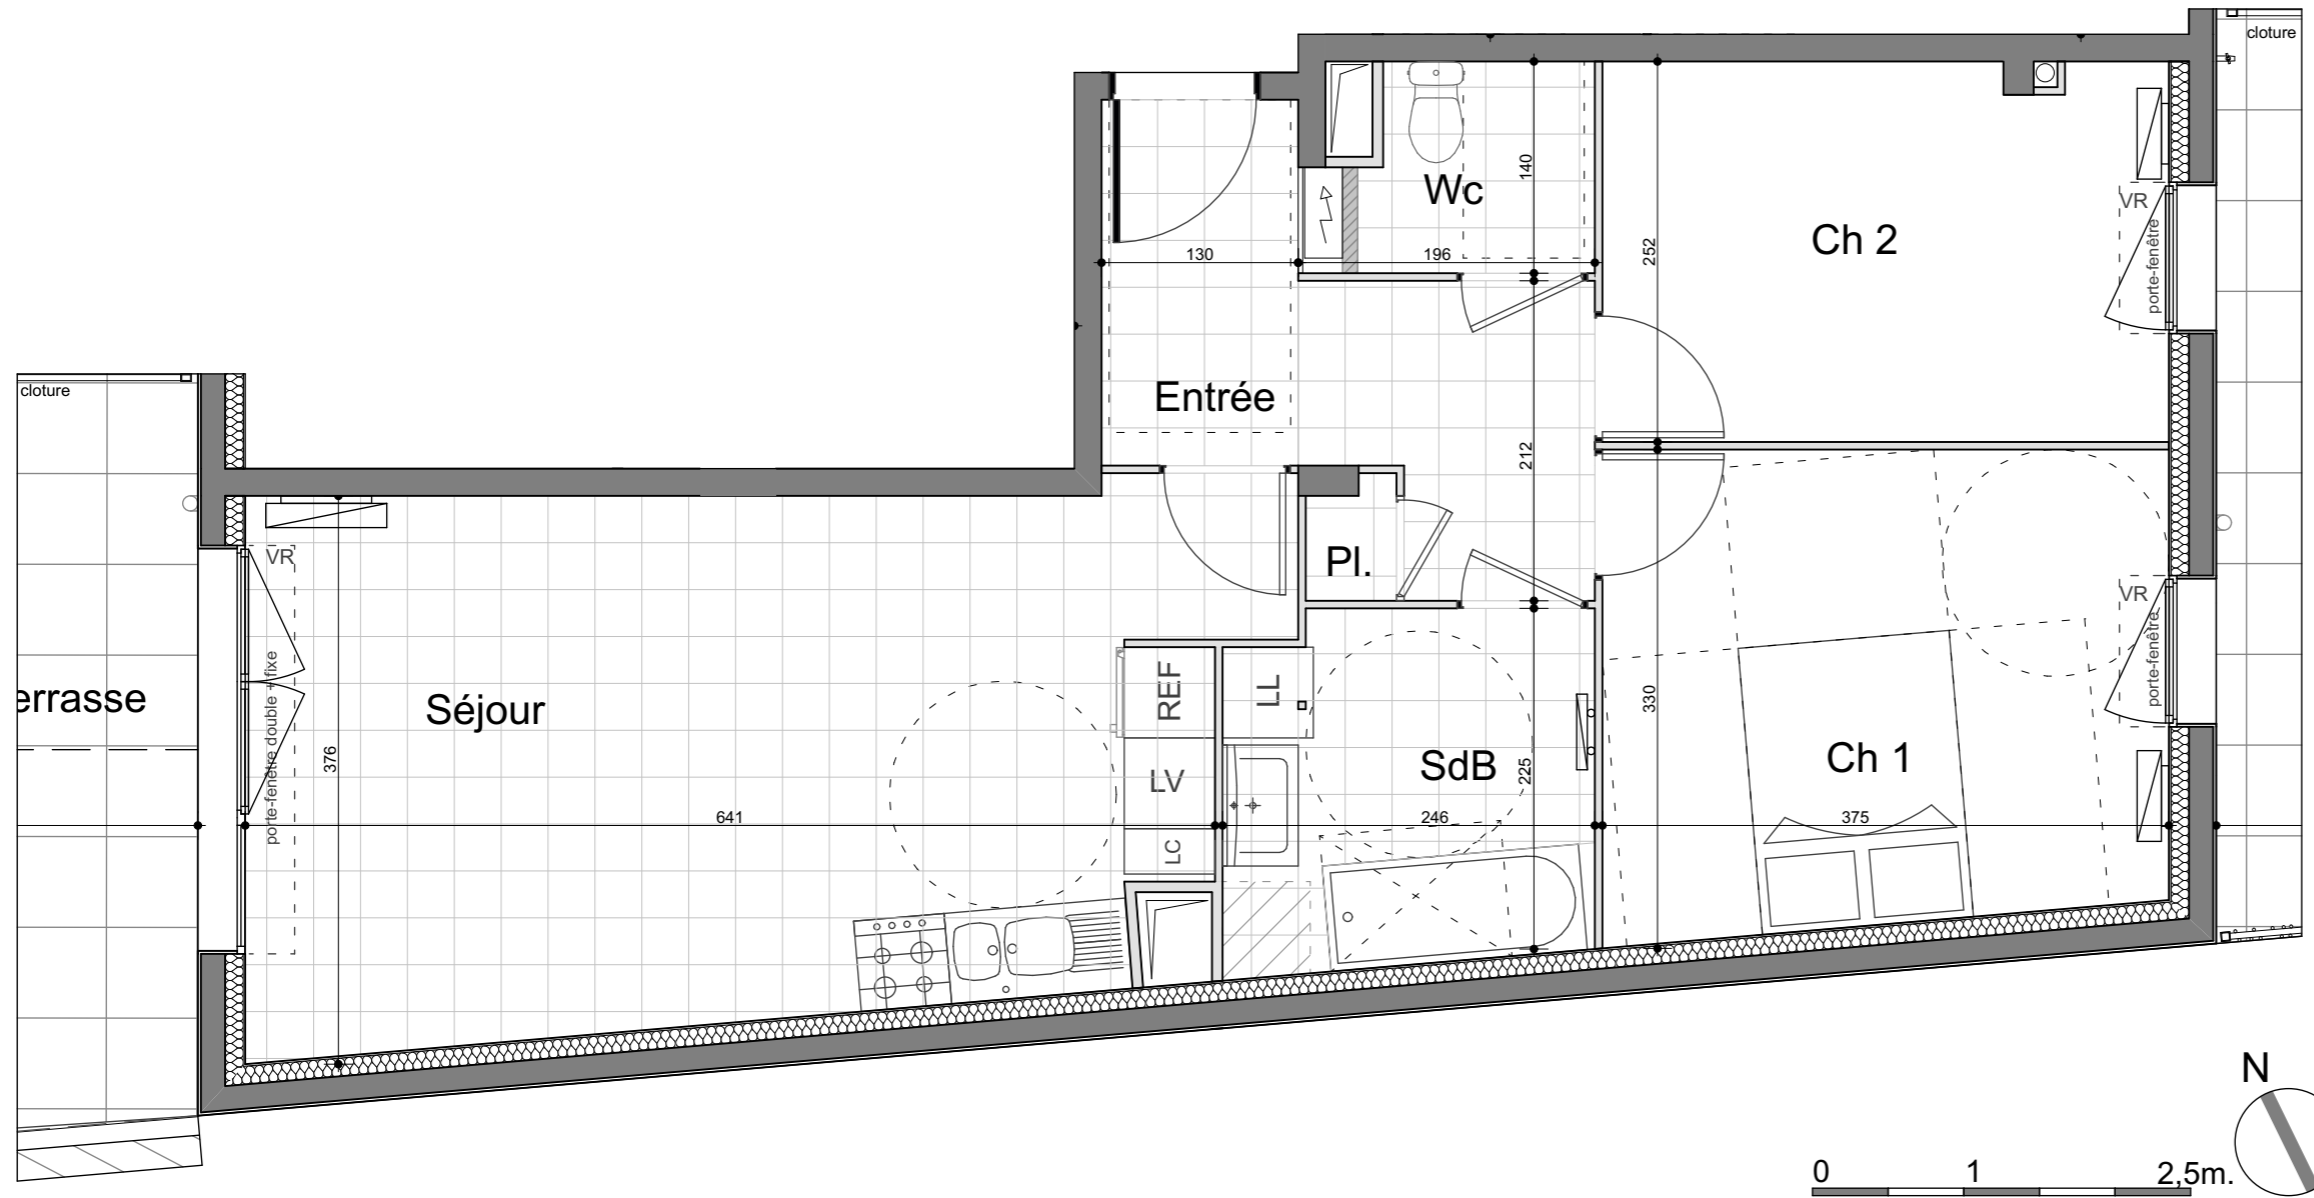 cloture
Wc
140
VR
porte-fenêtre
Ch 2
130
196
252
cloture
Entrée
212
VR
Pl.
VR
porte-fenêtre
errasse
Séjour
porte-fenêtre double + fixe
376
REF
LL
330
LV
SdB
225
Ch 1
641
246
375
LC
N
0
1
2,5m.